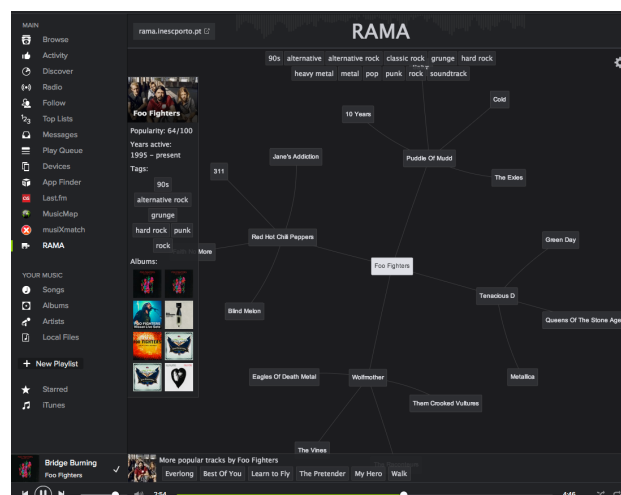 MAIN
Browse
Activity
Discover
Radio
Follow
Top Lists
Messages
Play Queue
Devices
App Finder
Last.fm
MusicMap
musiXmatch
RAMA
YOUR MUSIC
Songs
Albums
Artists
Local Files
+ New Playlist
Starred
iTunes
Bridge Burning
Foo Fighters
rama.inescporto.pt
RAMA
90s alternative alternative rock classic rock grunge hard rock
heavy metal metal pop punk rock soundtrack
Foo Fighters
Popularity: 64/100
Years active:
1995 – present
Tags:
90s
alternative rock
grunge
hard rock punk
rock
Albums:
Cold
10 Years
Puddle Of Mudd
The Exies
Jane's Addiction
311
Red Hot Chili Peppers
More
Blind Melon
Foo Fighters
Green Day
Tenacious D
Queens Of The Stone Age
Metallica
Eagles Of Death Metal
Wolfmother
Them Crooked Vultures
The Vines
More popular tracks by Foo Fighters
Everlong Best Of You Learn to Fly The Pretender My Hero Walk
2:54
4:46